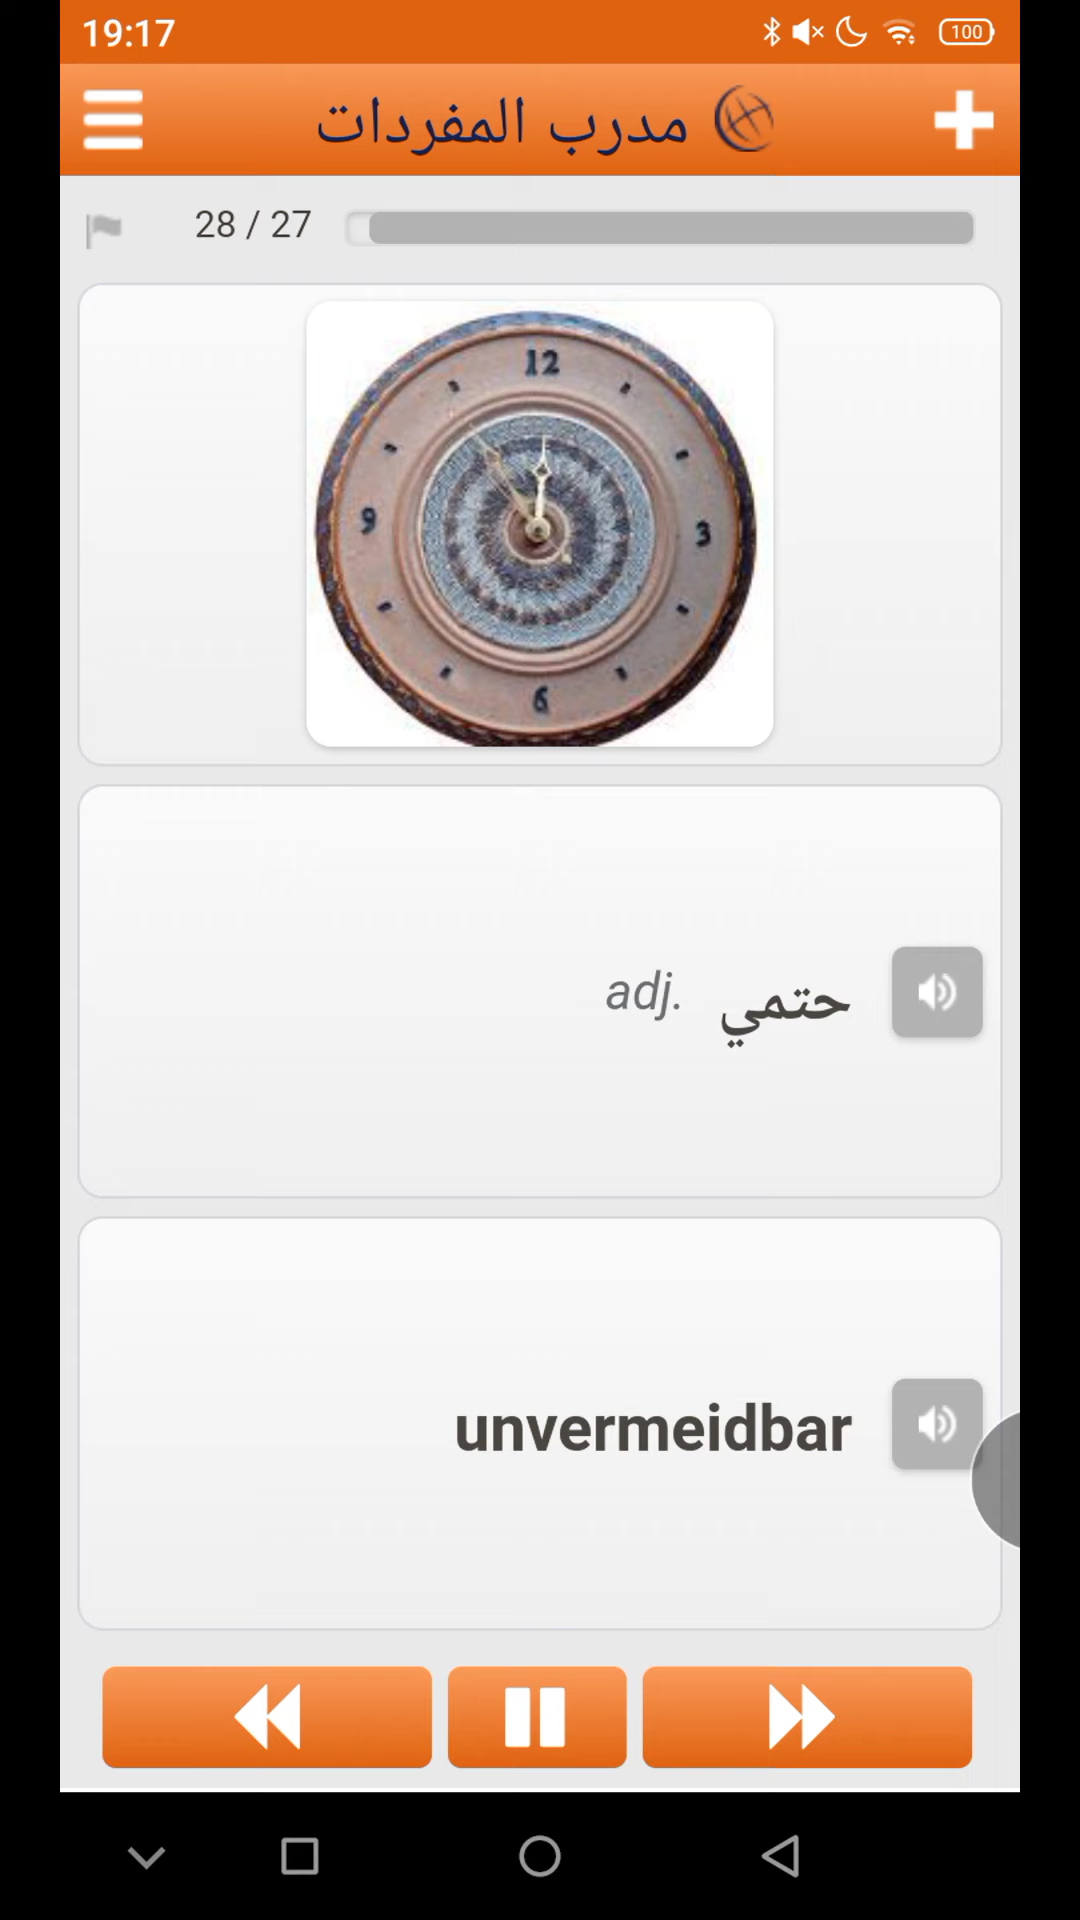 19:17
100
مدرب المفردات
28 / 27
12
9
3
6
حتمي adj.
unvermeidbar